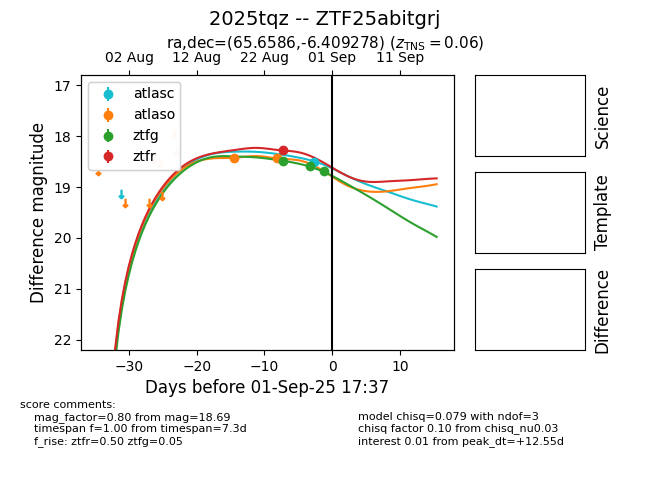 2025tqz -- ZTF25abitgrj
ra,dec=(65.6586,-6.409278) (zTNS = 0.06)
02 Aug 12 Aug 22 Aug 01 Sep 11 Sep
17
18
19
20
21
22
Difference magnitude
atlasc
atlaso
ztfg
ztfr
−30 −20 −10 0 10
Days before 01-Sep-25 17:37
Science
Template
Difference
score comments:
mag_factor=0.80 from mag=18.69
timespan f=1.00 from timespan=7.3d
f_rise: ztfr=0.50 ztfg=0.05
model chisq=0.079 with ndof=3
chisq factor 0.10 from chisq_nu0.03
interest 0.01 from peak_dt=+12.55d